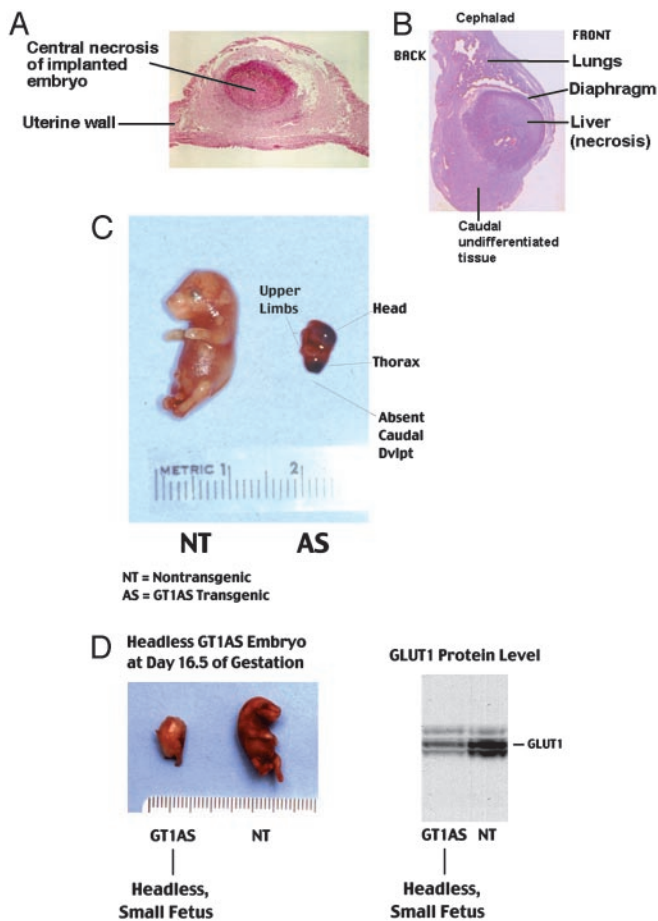 A
Central necrosis
of implanted
embryo
Uterine wall
B
Cephalad
FRONT
BACK
Lungs
Diaphragm
Liver
(necrosis)
Caudal
undifferentiated
tissue
C
Upper
Limbs
Head
Thorax
Absent
Caudal
Dvlpt
METRIC 1 2
NT AS
NT = Nontransgenic
AS = GT1AS Transgenic
D
Headless GT1AS Embryo
at Day 16.5 of Gestation
GT1AS NT
Headless,
Small Fetus
GLUT1 Protein Level
GLUT1
GT1AS NT
Headless,
Small Fetus